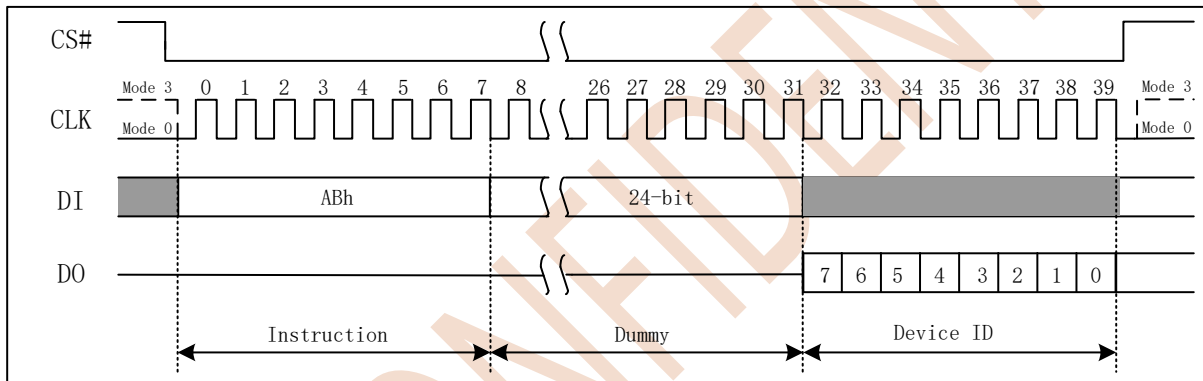 CS#
Mode 3 0 1 2 3 4 5 6 7 8 26 27 28 29 30 31 32 33 34 35 36 37 38 39 Mode 3
CLK
Mode 0 Mode 0
DI ABh 24-bit
DO 7 6 5 4 3 2 1 0
Instruction Dummy Device ID